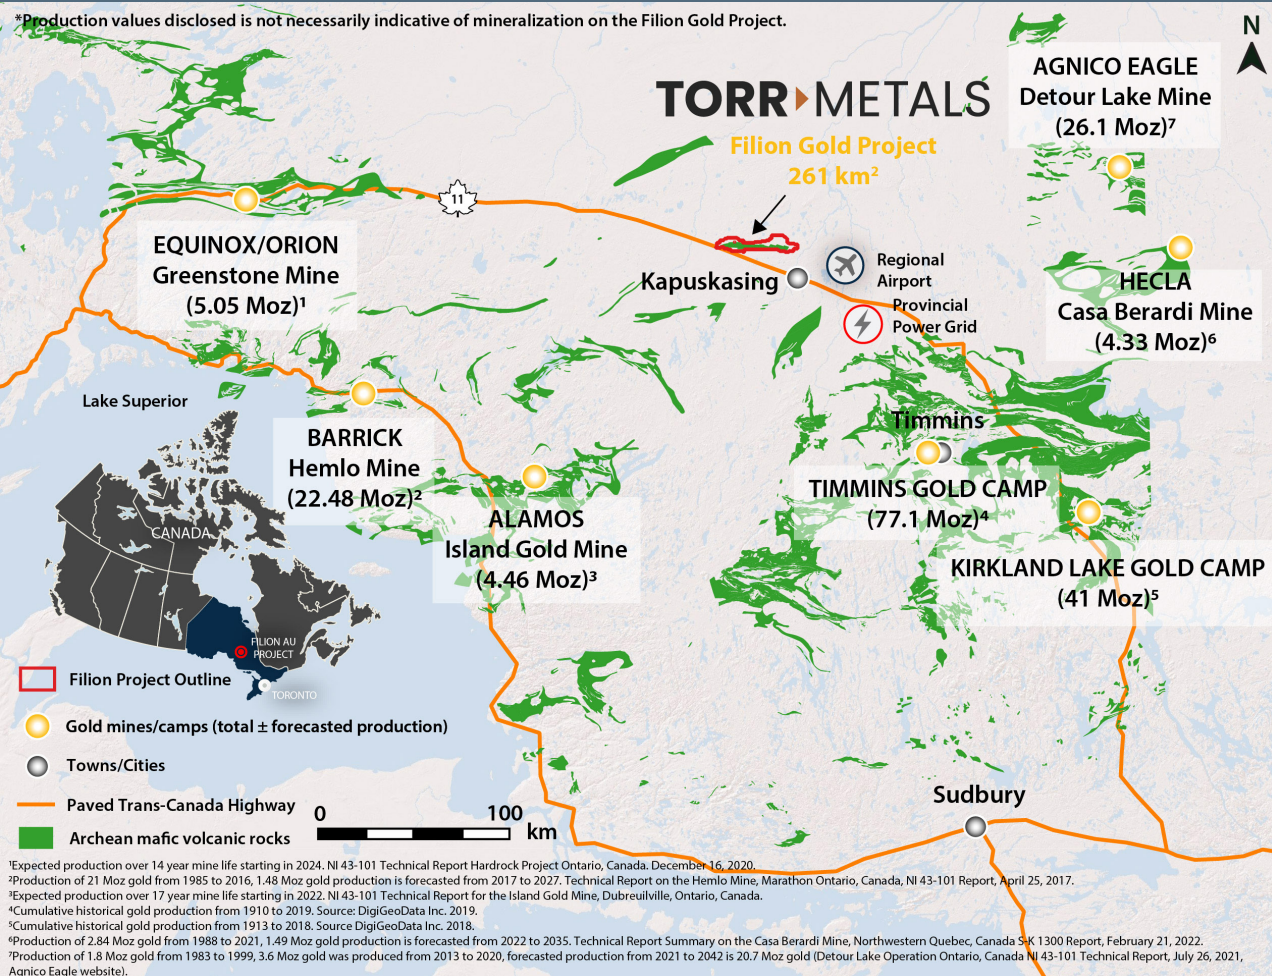 *Production values disclosed is not necessarily indicative of mineralization on the Filion Gold Project.
N
AGNICO EAGLE
Detour Lake Mine
(26.1 Moz)⁷
TORR METALS
Filion Gold Project
261 km²
11
EQUINOX/ORION
Greenstone Mine
(5.05 Moz)¹
Kapuskasing
Regional
Airport
Provincial
Power Grid
HECLA
Casa Berardi Mine
(4.33 Moz)⁶
Lake Superior
BARRICK
Hemlo Mine
(22.48 Moz)²
Timmins
TIMMINS GOLD CAMP
(77.1 Moz)⁴
ALAMOS
Island Gold Mine
(4.46 Moz)³
KIRKLAND LAKE GOLD CAMP
(41 Moz)⁵
CANADA
FILION AU
PROJECT
TORONTO
Filion Project Outline
Gold mines/camps (total ± forecasted production)
Towns/Cities
Paved Trans-Canada Highway
Archean mafic volcanic rocks
0 100
km
Sudbury
¹Expected production over 14 year mine life starting in 2024. NI 43-101 Technical Report Hardrock Project Ontario, Canada. December 16, 2020.
²Production of 21 Moz gold from 1985 to 2016, 1.48 Moz gold production is forecasted from 2017 to 2027. Technical Report on the Hemlo Mine, Marathon Ontario, Canada, NI 43-101 Report, April 25, 2017.
³Expected production over 17 year mine life starting in 2022. NI 43-101 Technical Report for the Island Gold Mine, Dubreuilville, Ontario, Canada.
⁴Cumulative historical gold production from 1910 to 2019. Source: DigiGeoData Inc. 2019.
⁵Cumulative historical gold production from 1913 to 2018. Source DigiGeoData Inc. 2018.
⁶Production of 2.84 Moz gold from 1988 to 2021, 1.49 Moz gold production is forecasted from 2022 to 2035. Technical Report Summary on the Casa Berardi Mine, Northwestern Quebec, Canada S-K 1300 Report, February 21, 2022.
⁷Production of 1.8 Moz gold from 1983 to 1999, 3.6 Moz gold was produced from 2013 to 2020, forecasted production from 2021 to 2042 is 20.7 Moz gold (Detour Lake Operation Ontario, Canada NI 43-101 Technical Report, July 26, 2021,
Agnico Eagle website).